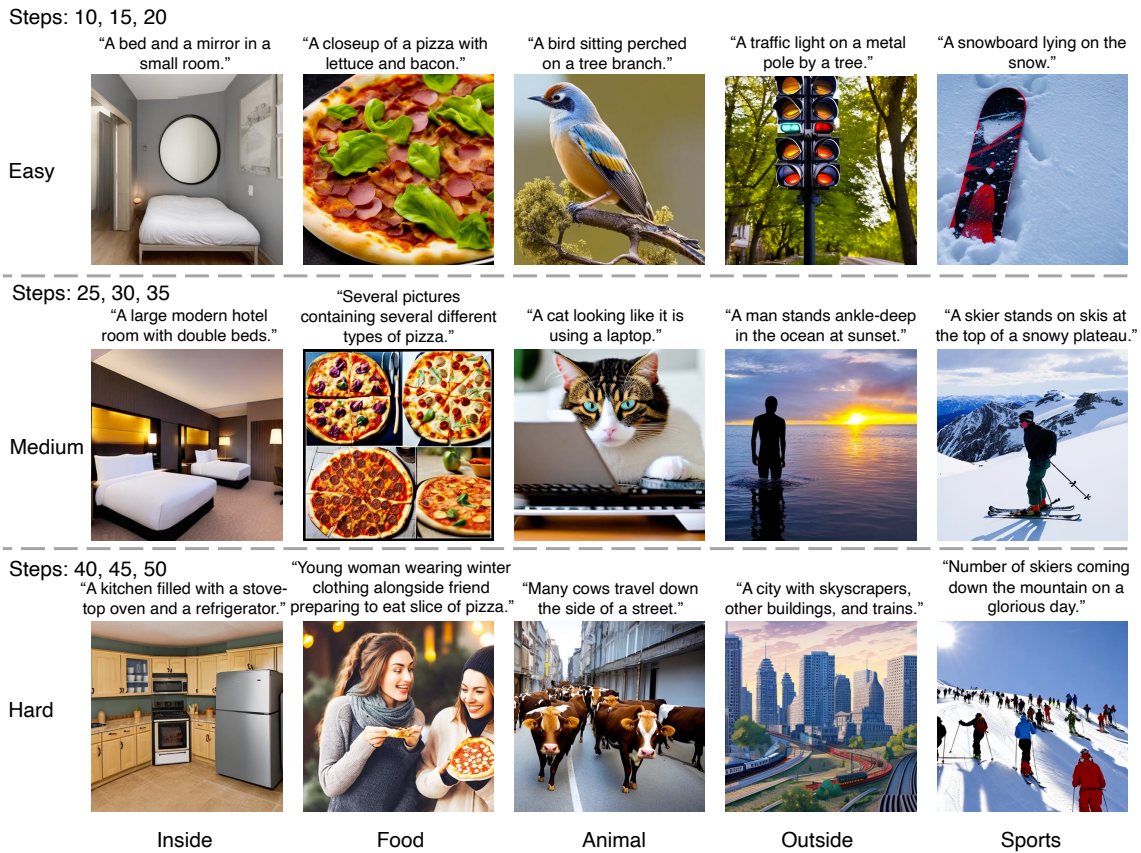 Steps: 10, 15, 20
“A bed and a mirror in a
small room.”
“A closeup of a pizza with
lettuce and bacon.”
“A bird sitting perched
on a tree branch.”
“A traffic light on a metal
pole by a tree.”
“A snowboard lying on the
snow.”
Easy
Steps: 25, 30, 35
“A large modern hotel
room with double beds.”
“Several pictures
containing several different
types of pizza.”
“A cat looking like it is
using a laptop.”
“A man stands ankle-deep
in the ocean at sunset.”
“A skier stands on skis at
the top of a snowy plateau.”
Medium
Steps: 40, 45, 50
“A kitchen filled with a stove-
top oven and a refrigerator.”
“Young woman wearing winter
clothing alongside friend
preparing to eat slice of pizza.”
“Many cows travel down
the side of a street.”
“A city with skyscrapers,
other buildings, and trains.”
“Number of skiers coming
down the mountain on a
glorious day.”
Hard
Inside
Food
Animal
Outside
Sports